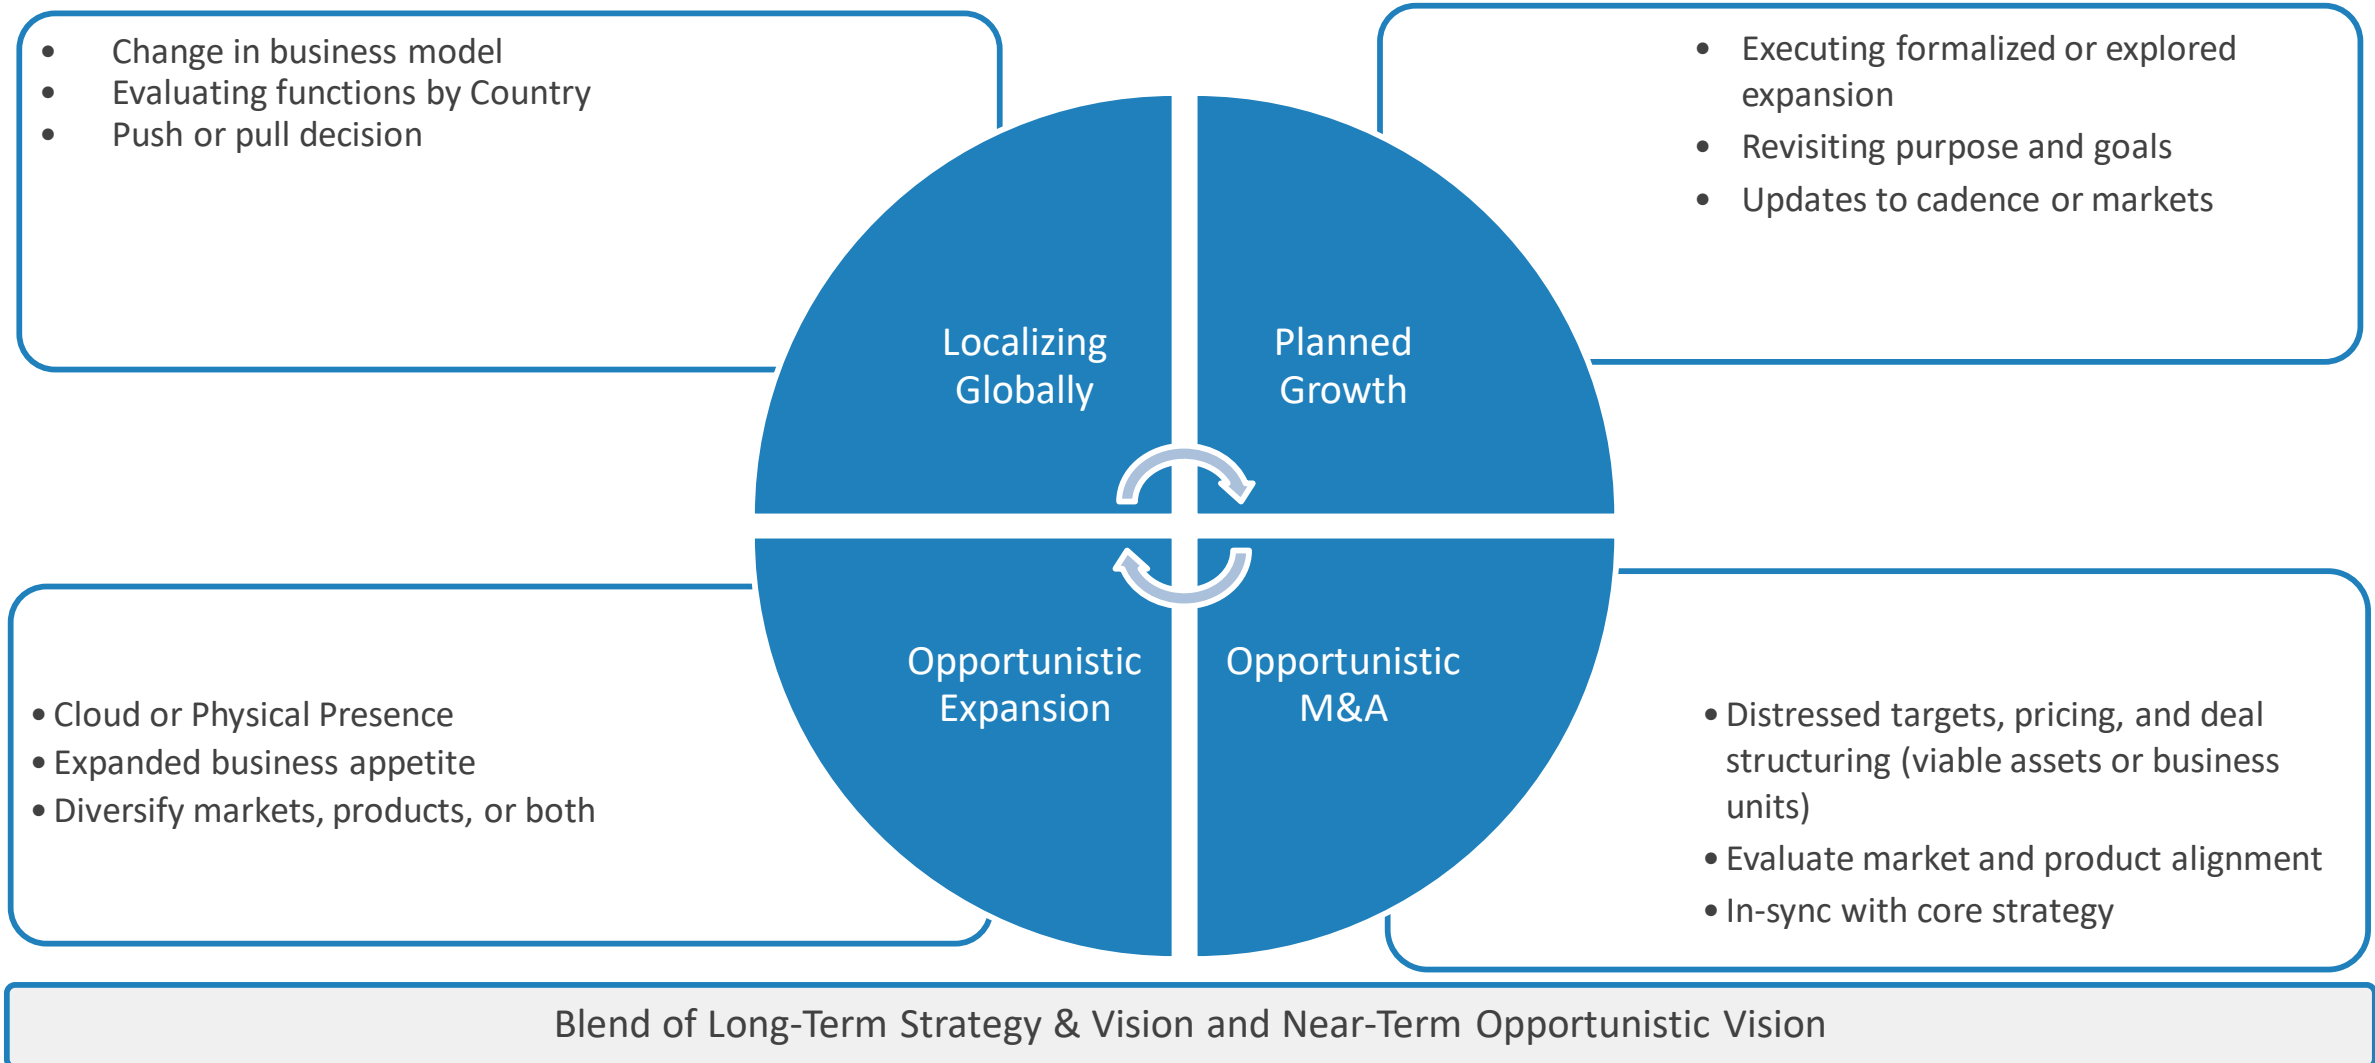 • Change in business model
• Evaluating functions by Country
• Push or pull decision
• Executing formalized or explored
expansion
• Revisiting purpose and goals
• Updates to cadence or markets
Localizing
Globally
Planned
Growth
Opportunistic
Expansion
Opportunistic
M&A
• Cloud or Physical Presence
• Expanded business appetite
• Diversify markets, products, or both
• Distressed targets, pricing, and deal
structuring (viable assets or business
units)
• Evaluate market and product alignment
• In-sync with core strategy
Blend of Long-Term Strategy & Vision and Near-Term Opportunistic Vision